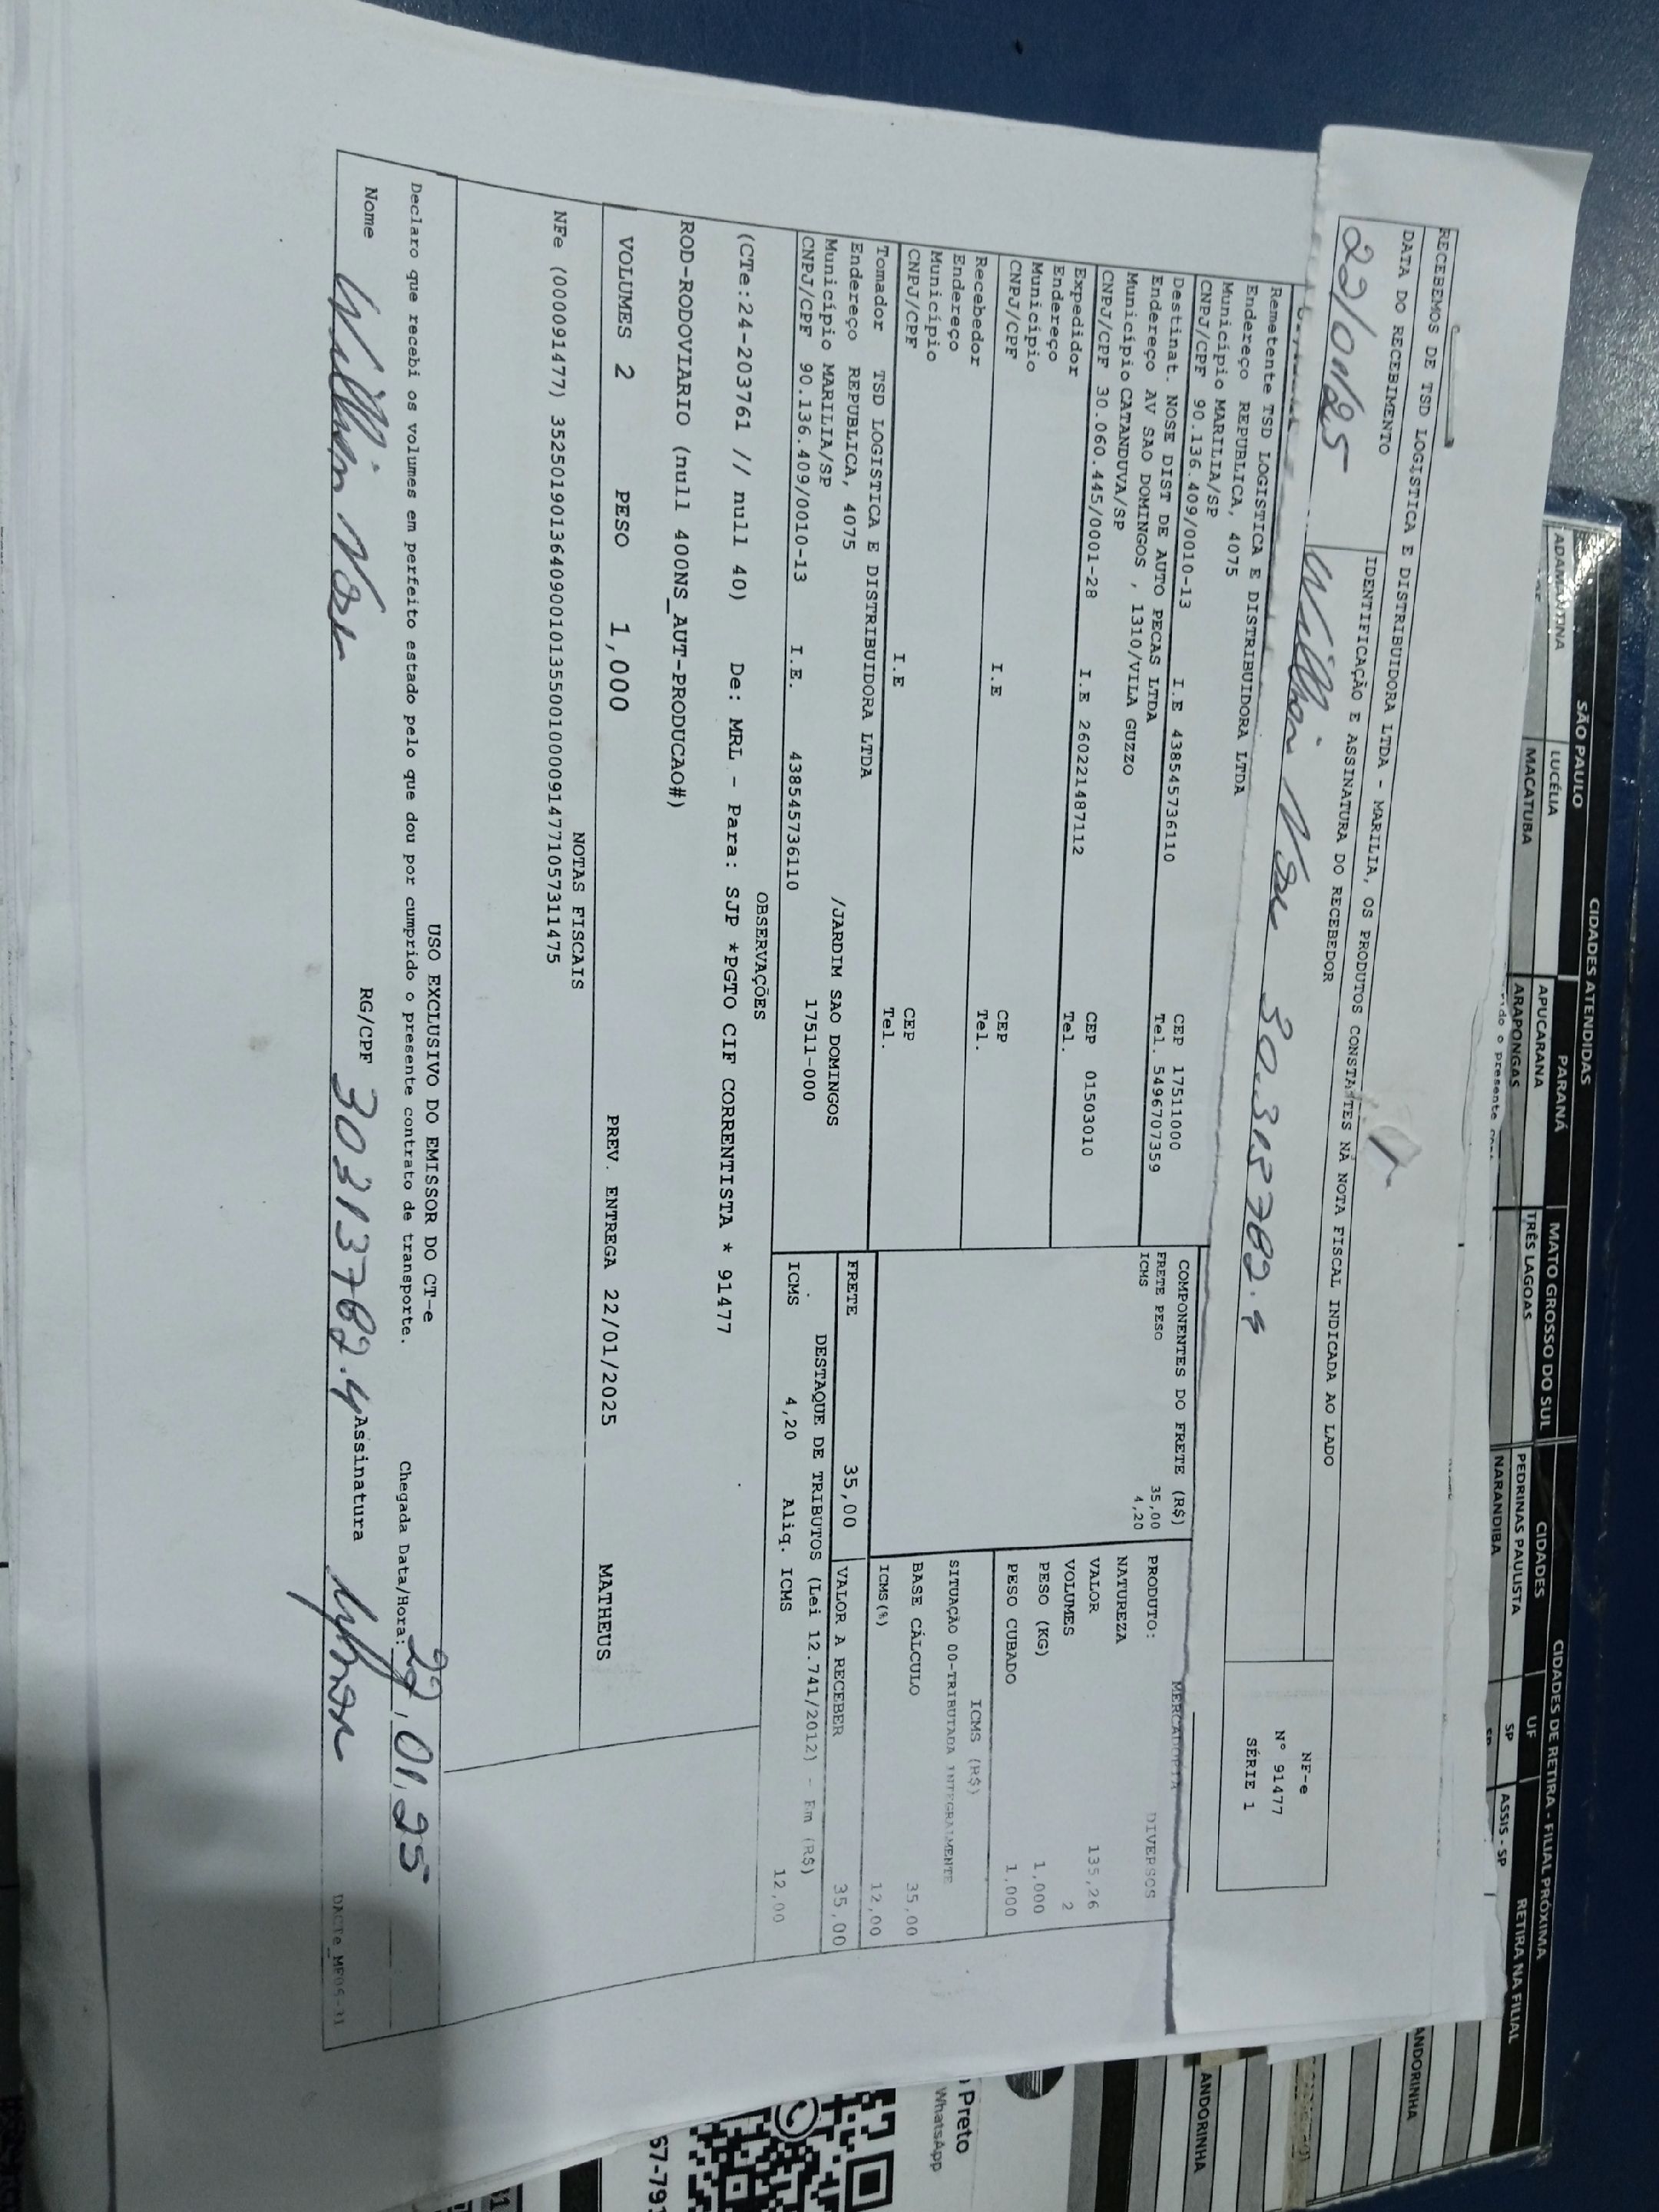 RECEBEMOS DE TSD LOGISTICA E DISTRIBUIDORA LTDA - MARILIA, OS PRODUTOS CONSTANTES NA NOTA FISCAL INDICADA AO LADO
DATA DO RECEBIMENTO
IDENTIFICAÇÃO E ASSINATURA DO RECEBEDOR
NF-e
Nº 91477
SÉRIE 1
22/01/25
Remetente TSD LOGISTICA E DISTRIBUIDORA LTDA
Endereço REPUBLICA, 4075
Município MARILIA/SP
CEP 17511000
CNPJ/CPF 90.136.409/0010-13 I.E 438545736110
Tel. 54967077359
Destinat. NOSE DIST DE AUTO PECAS LTDA
Endereço AV SAO DOMINGOS , 1310/VILA GUZZO
Município CATANDUVA/SP
CEP 01503010
CNPJ/CPF 30.060.445/0001-28 I.E 260221487112
Tel.
Expedidor
Endereço
Município
CEP
CNPJ/CPF
I.E
Tel.
Recebedor
Endereço
Município
CEP
CNPJ/CPF
I.E
Tel.
Tomador TSD LOGISTICA E DISTRIBUIDORA LTDA
Endereço REPUBLICA, 4075
/JARDIM SAO DOMINGOS
Município MARILIA/SP
17511-000
CNPJ/CPF 90.136.409/0010-13 I.E. 438545736110
COMPONENTES DO FRETE (R$)
FRETE PESO 35,00
ICMS 4,20
PRODUTO: DIVERSOS
NATUREZA
VALOR 135,26
VOLUMES 2
PESO (KG) 1,000
PESO CUBADO 1,000
ICMS (R$)
SITUAÇÃO 00-TRIBUTADA INTEGRALMENTE
BASE CÁLCULO 35,00
ICMS(%) 12,00
FRETE 35,00
VALOR A RECEBER 35,00
DESTAQUE DE TRIBUTOS (Lei 12.741/2012) - Em (R$)
ICMS 4,20 Aliq. ICMS 12,00
OBSERVAÇÕES
(CTe:24-203761 // null 40) De: MRL - Para: SJP *PGTO CIF CORRENTISTA * 91477
ROD-RODOVIARIO (null 400NS_AUT-PRODUCAO#)
VOLUMES 2 PESO 1,000 PREV. ENTREGA 22/01/2025 MATHEUS
NOTAS FISCAIS
USO EXCLUSIVO DO EMISSOR DO CT-e
Declaro que recebi os volumes em perfeito estado pelo que dou por cumprido o presente contrato de transporte.
Chegada Data/Hora: 22,01,25
Nome
RG/CPF
Assinatura
CIDADES ATENDIDAS
CIDADES DE RETIRA - FILIAL PRÓXIMA
SÃO PAULO
PARANÁ
MATO GROSSO DO SUL
CIDADES
UF
RETIRA NA FILIAL
ADAMANTINA
LUCÉLIA
APUCARANA
TRÊS LAGOAS
PEDRINAS PAULISTA
SP
ASSIS - SP
MACATUBA
ARAPONGAS
NARANDIBA
ANDORINHA
ANDORINHA
Preto
WhatsApp